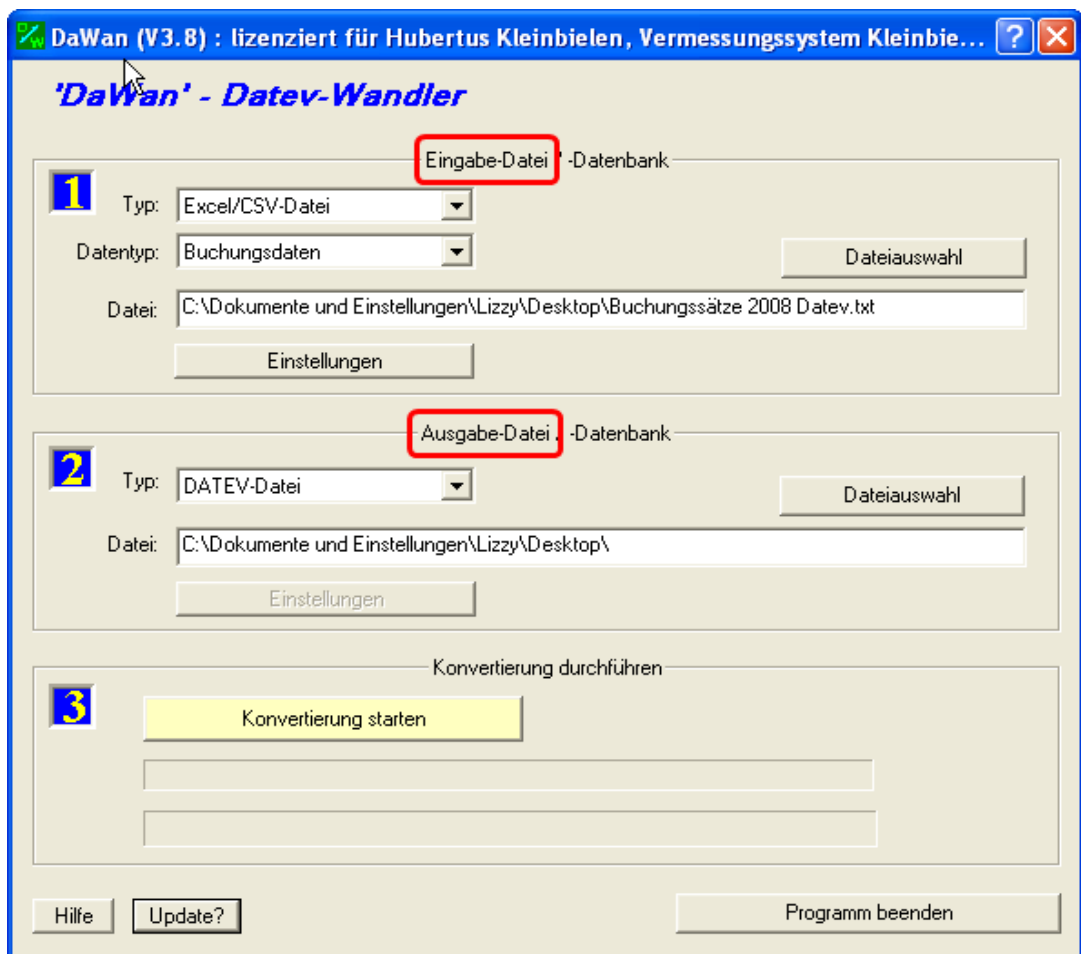 DaWan (V3.8) : lizenziert für Hubertus Kleinbielen, Vermessungssystem Kleinbie...
'DaWan' - Datev-Wandler
Eingabe-Datei -Datenbank
1
Typ: Excel/CSV-Datei
Datentyp: Buchungsdaten
Dateiauswahl
Datei: C:\Dokumente und Einstellungen\Lizzy\Desktop\Buchungssätze 2008 Datev.txt
Einstellungen
Ausgabe-Datei -Datenbank
2
Typ: DATEV-Datei
Dateiauswahl
Datei: C:\Dokumente und Einstellungen\Lizzy\Desktop\
Einstellungen
Konvertierung durchführen
3
Konvertierung starten
Hilfe
Update?
Programm beenden